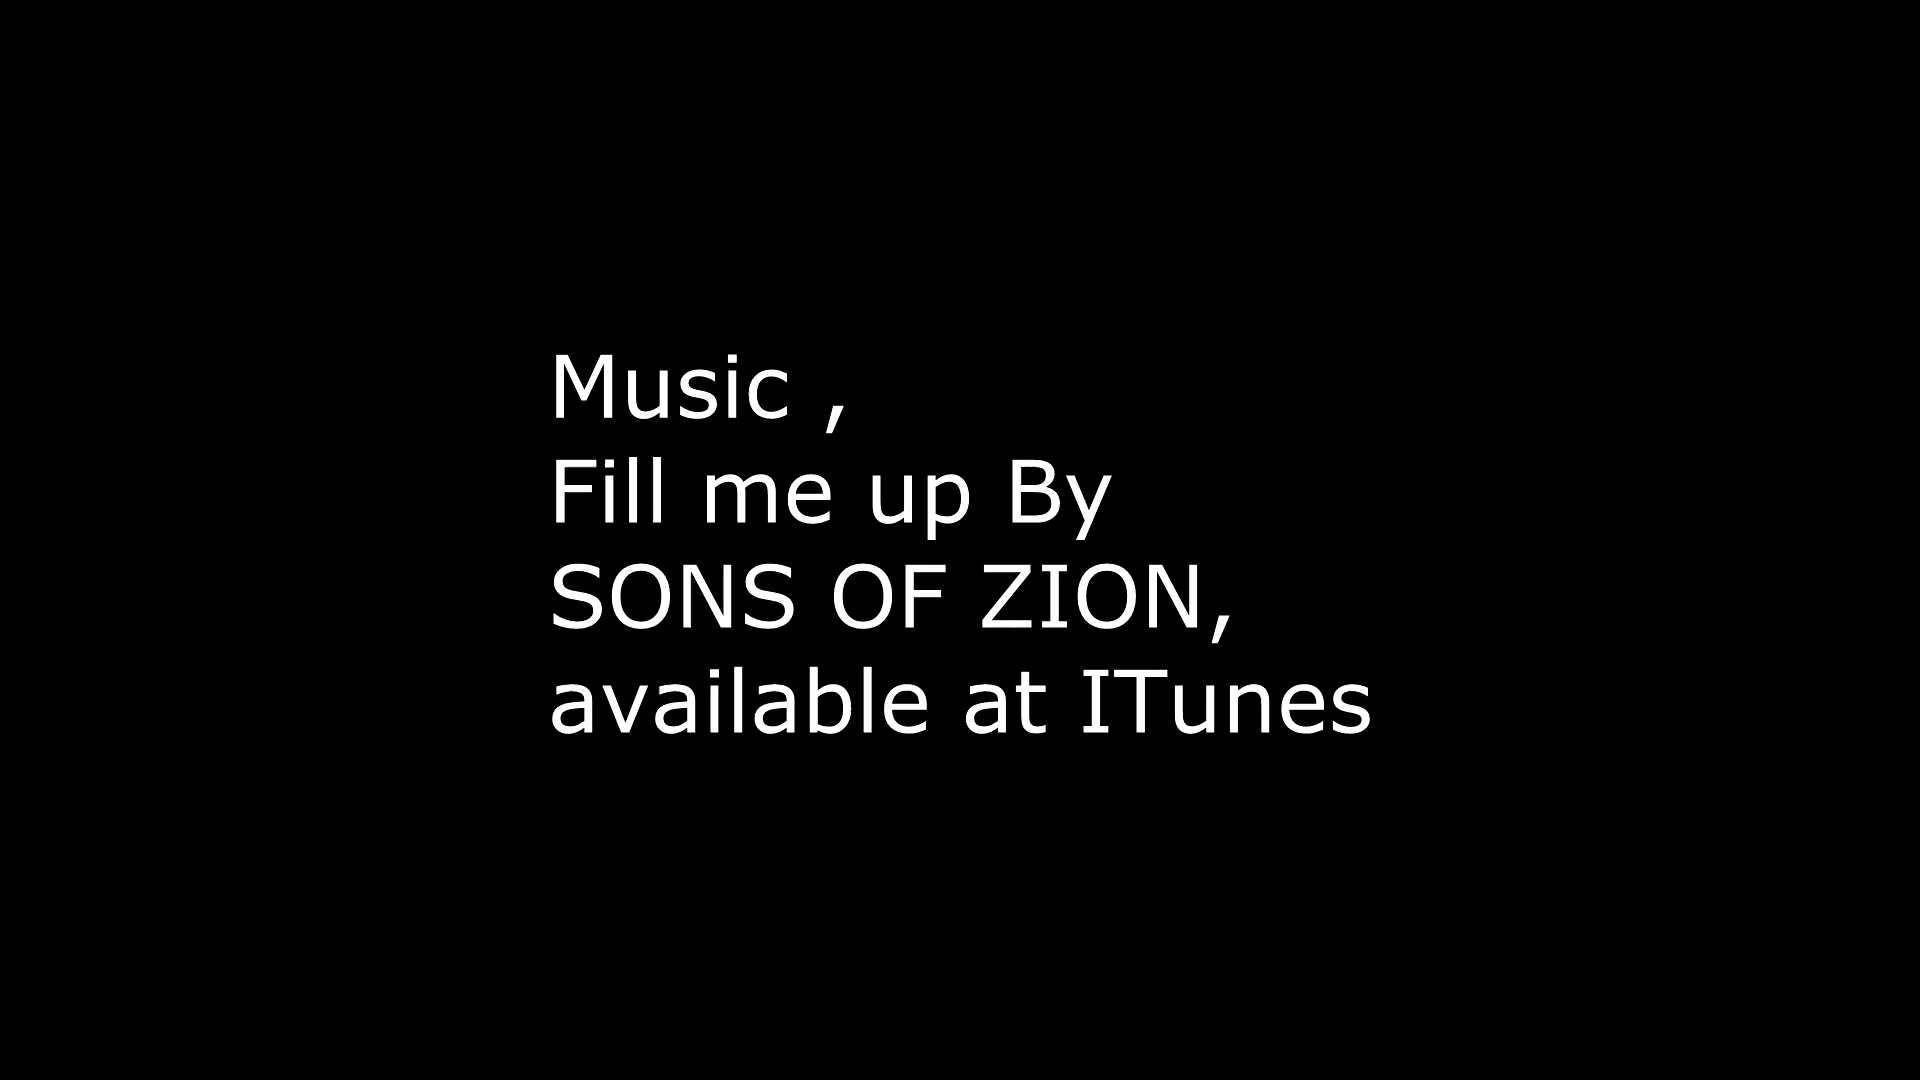 Music ,
Fill me up By
SONS OF ZION,
available at ITunes